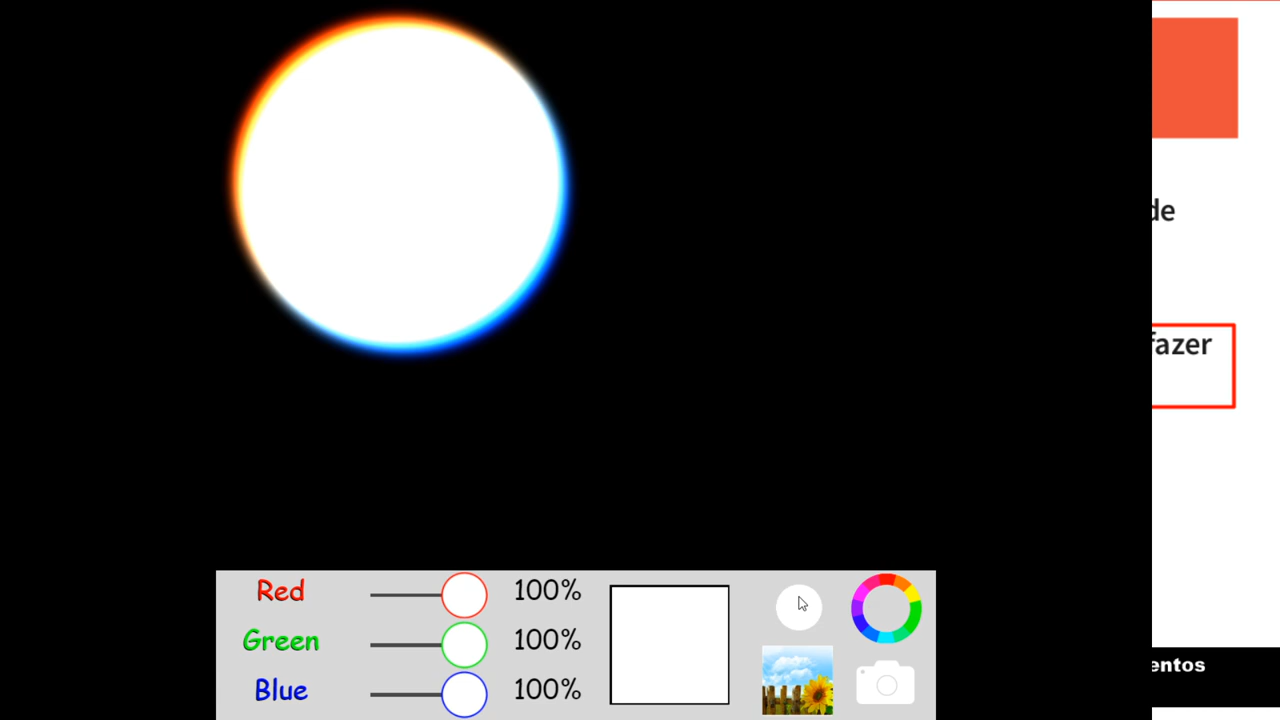 de
fazer
Red 100%
Green 100%
Blue 100%
entos